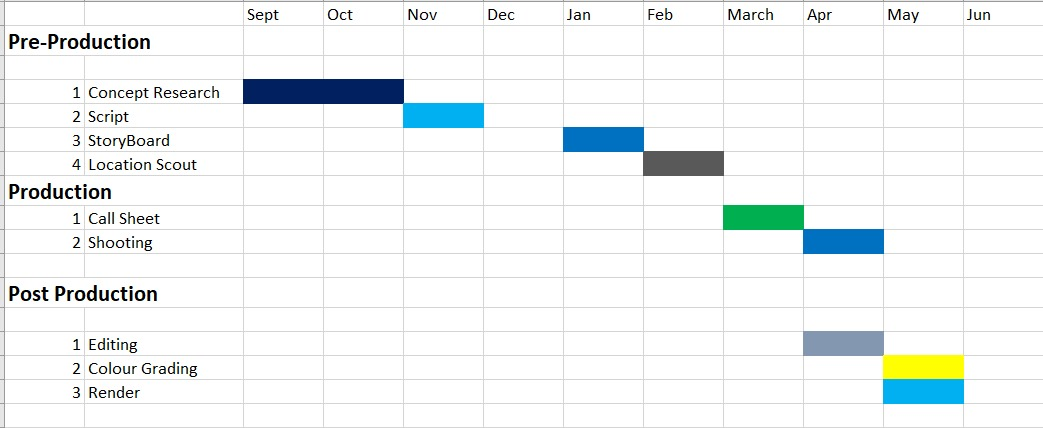 Sept Oct Nov Dec Jan Feb March Apr May Jun
Pre-Production
1 Concept Research
2 Script
3 StoryBoard
4 Location Scout
Production
1 Call Sheet
2 Shooting
Post Production
1 Editing
2 Colour Grading
3 Render